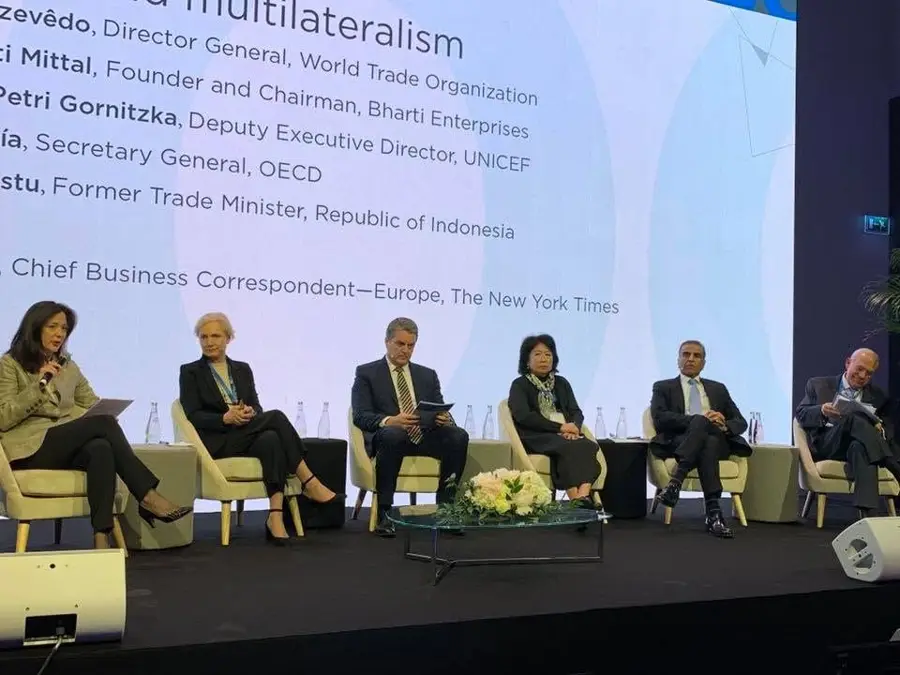 multilateralism
zevêdo, Director General, World Trade Organization
ti Mittal, Founder and Chairman, Bharti Enterprises
Petri Gornitzka, Deputy Executive Director, UNICEF
ía, Secretary General, OECD
stu, Former Trade Minister, Republic of Indonesia
, Chief Business Correspondent—Europe, The New York Times